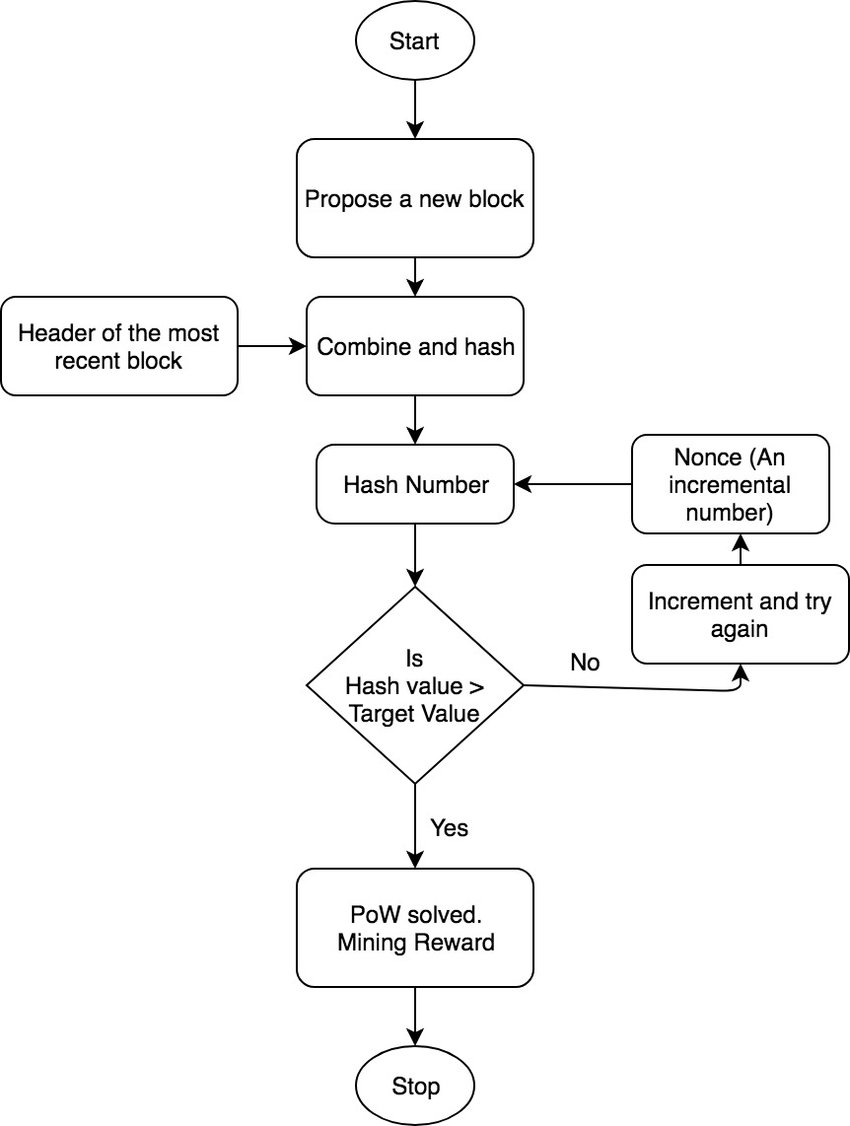 Start
Propose a new block
Header of the most
recent block
Combine and hash
Hash Number
Nonce (An
incremental
number)
Increment and try
again
Is
Hash value >
Target Value
No
Yes
PoW solved.
Mining Reward
Stop